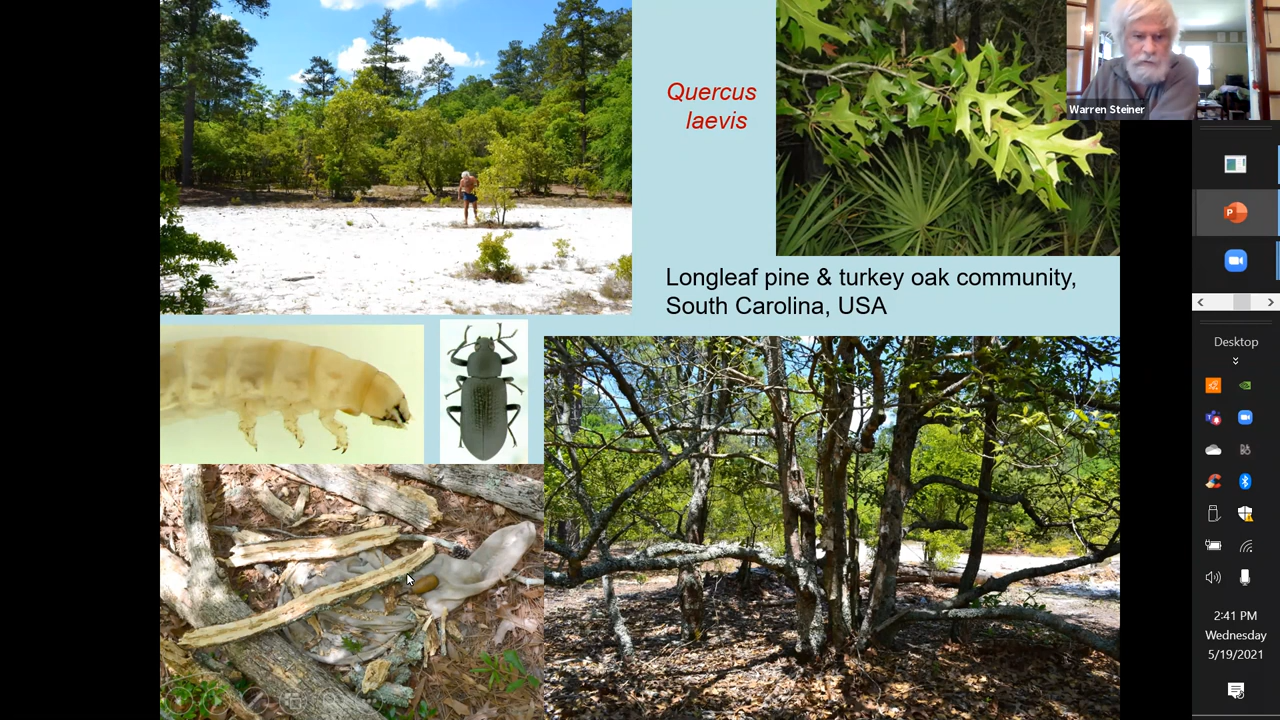 Quercus
laevis
Warren Steiner
Longleaf pine & turkey oak community,
South Carolina, USA
P
Desktop
2:41 PM
Wednesday
5/19/2021